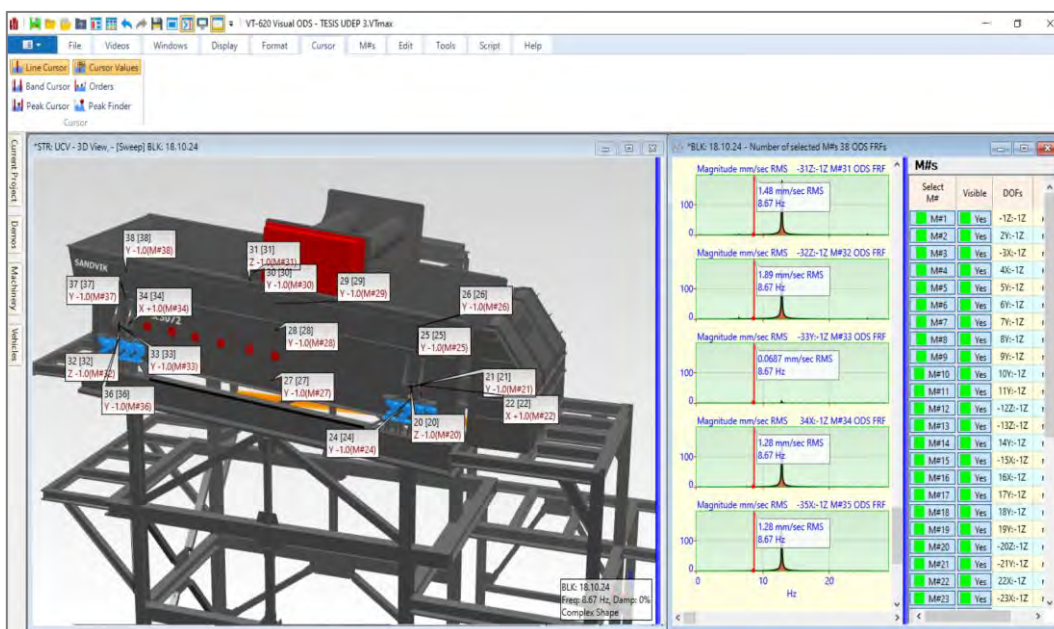 VT-620 Visual ODS - TESIS UDEP 3.VTmax
File Videos Windows Display Format Cursor M#s Edit Tools Script Help
Line Cursor Cursor Values
Band Cursor Orders
Peak Cursor Peak Finder
Cursor
Current Project
Demos
Machinery
Vehicles
*STR: UCV - 3D View, - [Sweep] BLK: 18.10.24
SANDVIK
38 [38]
Y -1.0(M#38)
31 [31]
Z -1.0(M#31)
30 [30]
Y -1.0(M#30)
29 [29]
Y -1.0(M#29)
37 [37]
Y -1.0(M#37)
34 [34]
X +1.0(M#34)
26 [26]
Y -1.0(M#26)
28 [28]
Y -1.0(M#28)
25 [25]
Y -1.0(M#25)
33 [33]
Y -1.0(M#33)
32 [32]
Z -1.0(M#32)
27 [27]
Y -1.0(M#27)
21 [21]
Y -1.0(M#21)
36 [36]
Y -1.0(M#36)
22 [22]
X +1.0(M#22)
20 [20]
Z -1.0(M#20)
24 [24]
Y -1.0(M#24)
BLK: 18.10.24
Freq: 8.67 Hz, Damp: 0%
Complex Shape
*BLK: 18.10.24 - Number of selected M#s 38 ODS FRFs
Magnitude mm/sec RMS -31Z:-1Z M#31 ODS FRF
1.48 mm/sec RMS
8.67 Hz
100
0
Magnitude mm/sec RMS -32Z:-1Z M#32 ODS FRF
1.89 mm/sec RMS
8.67 Hz
100
0
Magnitude mm/sec RMS -33Y:-1Z M#33 ODS FRF
0.0687 mm/sec RMS
8.67 Hz
100
0
Magnitude mm/sec RMS 34X:-1Z M#34 ODS FRF
1.28 mm/sec RMS
8.67 Hz
100
0
Magnitude mm/sec RMS -35X:-1Z M#35 ODS FRF
1.28 mm/sec RMS
8.67 Hz
100
0
0 10 20
Hz
M#s
Select M# Visible DOFs
M#1 Yes -1Z:-1Z
M#2 Yes 2Y:-1Z
M#3 Yes -3X:-1Z
M#4 Yes 4X:-1Z
M#5 Yes 5Y:-1Z
M#6 Yes 6Y:-1Z
M#7 Yes 7Y:-1Z
M#8 Yes 8Y:-1Z
M#9 Yes 9Y:-1Z
M#10 Yes 10Y:-1Z
M#11 Yes 11Y:-1Z
M#12 Yes -12Z:-1Z
M#13 Yes -13Z:-1Z
M#14 Yes 14Y:-1Z
M#15 Yes -15X:-1Z
M#16 Yes 16X:-1Z
M#17 Yes 17Y:-1Z
M#18 Yes 18Y:-1Z
M#19 Yes 19Y:-1Z
M#20 Yes -20Z:-1Z
M#21 Yes -21Y:-1Z
M#22 Yes 22X:-1Z
M#23 Yes -23X:-1Z